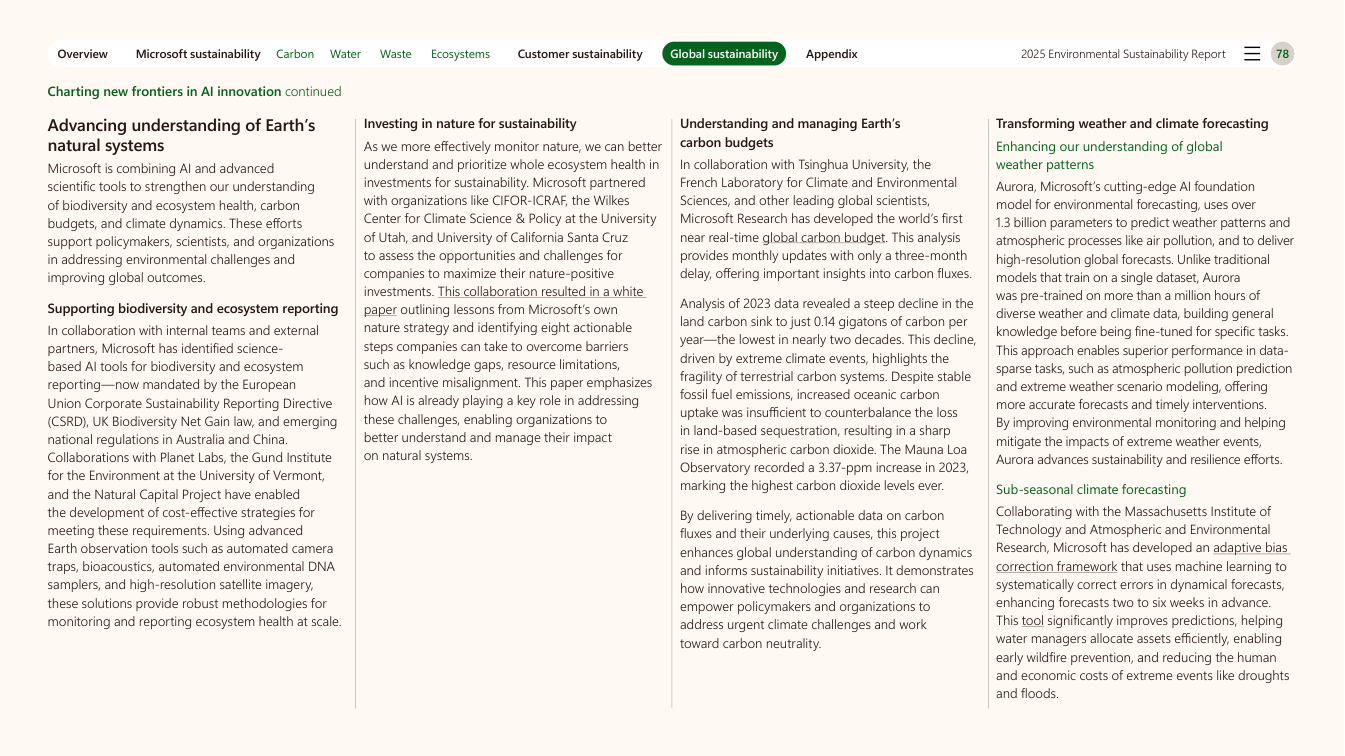 Overview
Microsoft sustainability
Carbon
Water
Waste
Ecosystems
Customer sustainability
Global sustainability
Appendix
2025 Environmental Sustainability Report
78
Charting new frontiers in AI innovation continued
Advancing understanding of Earth’s
natural systems
Microsoft is combining AI and advanced
scientific tools to strengthen our understanding
of biodiversity and ecosystem health, carbon
budgets, and climate dynamics. These efforts
support policymakers, scientists, and organizations
in addressing environmental challenges and
improving global outcomes.
Supporting biodiversity and ecosystem reporting
In collaboration with internal teams and external
partners, Microsoft has identified science-
based AI tools for biodiversity and ecosystem
reporting—now mandated by the European
Union Corporate Sustainability Reporting Directive
(CSRD), UK Biodiversity Net Gain law, and emerging
national regulations in Australia and China.
Collaborations with Planet Labs, the Gund Institute
for the Environment at the University of Vermont,
and the Natural Capital Project have enabled
the development of cost-effective strategies for
meeting these requirements. Using advanced
Earth observation tools such as automated camera
traps, bioacoustics, automated environmental DNA
samplers, and high-resolution satellite imagery,
these solutions provide robust methodologies for
monitoring and reporting ecosystem health at scale.
Investing in nature for sustainability
As we more effectively monitor nature, we can better
understand and prioritize whole ecosystem health in
investments for sustainability. Microsoft partnered
with organizations like CIFOR-ICRAF, the Wilkes
Center for Climate Science & Policy at the University
of Utah, and University of California Santa Cruz
to assess the opportunities and challenges for
companies to maximize their nature-positive
investments. This collaboration resulted in a white
paper outlining lessons from Microsoft’s own
nature strategy and identifying eight actionable
steps companies can take to overcome barriers
such as knowledge gaps, resource limitations,
and incentive misalignment. This paper emphasizes
how AI is already playing a key role in addressing
these challenges, enabling organizations to
better understand and manage their impact
on natural systems.
Understanding and managing Earth’s
carbon budgets
In collaboration with Tsinghua University, the
French Laboratory for Climate and Environmental
Sciences, and other leading global scientists,
Microsoft Research has developed the world’s first
near real-time global carbon budget. This analysis
provides monthly updates with only a three-month
delay, offering important insights into carbon fluxes.
Analysis of 2023 data revealed a steep decline in the
land carbon sink to just 0.14 gigatons of carbon per
year—the lowest in nearly two decades. This decline,
driven by extreme climate events, highlights the
fragility of terrestrial carbon systems. Despite stable
fossil fuel emissions, increased oceanic carbon
uptake was insufficient to counterbalance the loss
in land-based sequestration, resulting in a sharp
rise in atmospheric carbon dioxide. The Mauna Loa
Observatory recorded a 3.37-ppm increase in 2023,
marking the highest carbon dioxide levels ever.
By delivering timely, actionable data on carbon
fluxes and their underlying causes, this project
enhances global understanding of carbon dynamics
and informs sustainability initiatives. It demonstrates
how innovative technologies and research can
empower policymakers and organizations to
address urgent climate challenges and work
toward carbon neutrality.
Transforming weather and climate forecasting
Enhancing our understanding of global
weather patterns
Aurora, Microsoft’s cutting-edge AI foundation
model for environmental forecasting, uses over
1.3 billion parameters to predict weather patterns and
atmospheric processes like air pollution, and to deliver
high-resolution global forecasts. Unlike traditional
models that train on a single dataset, Aurora
was pre-trained on more than a million hours of
diverse weather and climate data, building general
knowledge before being fine-tuned for specific tasks.
This approach enables superior performance in data-
sparse tasks, such as atmospheric pollution prediction
and extreme weather scenario modeling, offering
more accurate forecasts and timely interventions.
By improving environmental monitoring and helping
mitigate the impacts of extreme weather events,
Aurora advances sustainability and resilience efforts.
Sub-seasonal climate forecasting
Collaborating with the Massachusetts Institute of
Technology and Atmospheric and Environmental
Research, Microsoft has developed an adaptive bias
correction framework that uses machine learning to
systematically correct errors in dynamical forecasts,
enhancing forecasts two to six weeks in advance.
This tool significantly improves predictions, helping
water managers allocate assets efficiently, enabling
early wildfire prevention, and reducing the human
and economic costs of extreme events like droughts
and floods.